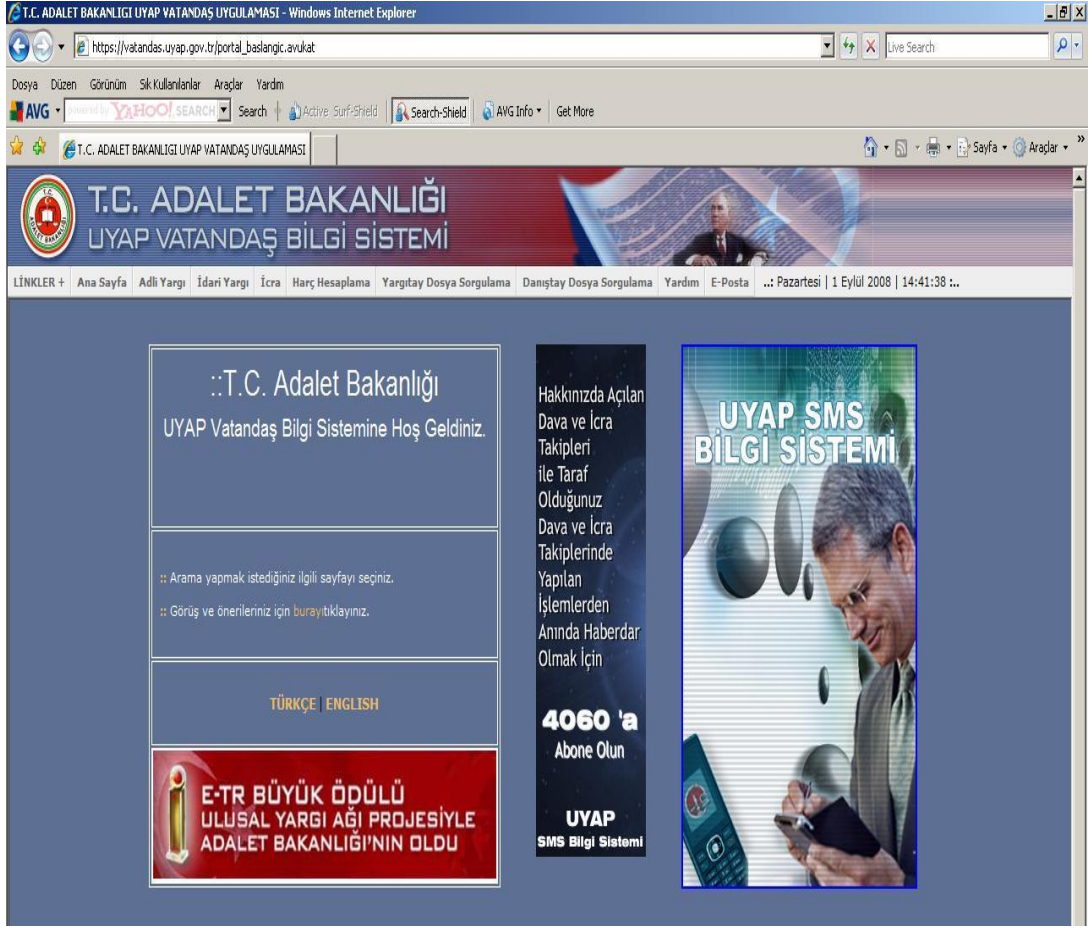 T.C. ADALET BAKANLIGI UYAP VATANDAŞ UYGULAMASI - Windows Internet Explorer
https://vatandas.uyap.gov.tr/portal_baslangic.avukat
Live Search
Dosya Düzen Görünüm Sık Kullanılanlar Araçlar Yardım
AVG powered by YAHOO! SEARCH Search Active Surf-Shield Search-Shield AVG Info Get More
T.C. ADALET BAKANLIGI UYAP VATANDAŞ UYGULAMASI Sayfa Araçlar »
T.C. ADALET BAKANLIĞI
UYAP VATANDAŞ BİLGİ SİSTEMİ
LİNKLER + Ana Sayfa Adli Yargı İdari Yargı İcra Harç Hesaplama Yargıtay Dosya Sorgulama Danıştay Dosya Sorgulama Yardım E-Posta ..: Pazartesi | 1 Eylül 2008 | 14:41:38 :..
::T.C. Adalet Bakanlığı
UYAP Vatandaş Bilgi Sistemine Hoş Geldiniz.
:: Arama yapmak istediğiniz ilgili sayfayı seçiniz.
:: Görüş ve önerileriniz için burayıtıklayınız.
TÜRKÇE | ENGLISH
E-TR BÜYÜK ÖDÜLÜ
ULUSAL YARGI AĞI PROJESİYLE
ADALET BAKANLIĞI'NIN OLDU
Hakkınızda Açılan
Dava ve İcra
Takipleri
ile Taraf
Olduğunuz
Dava ve İcra
Takiplerinde
Yapılan
İşlemlerden
Anında Haberdar
Olmak İçin
4060 'a
Abone Olun
UYAP
SMS Bilgi Sistemi
UYAP SMS
BİLGİ SİSTEMİ